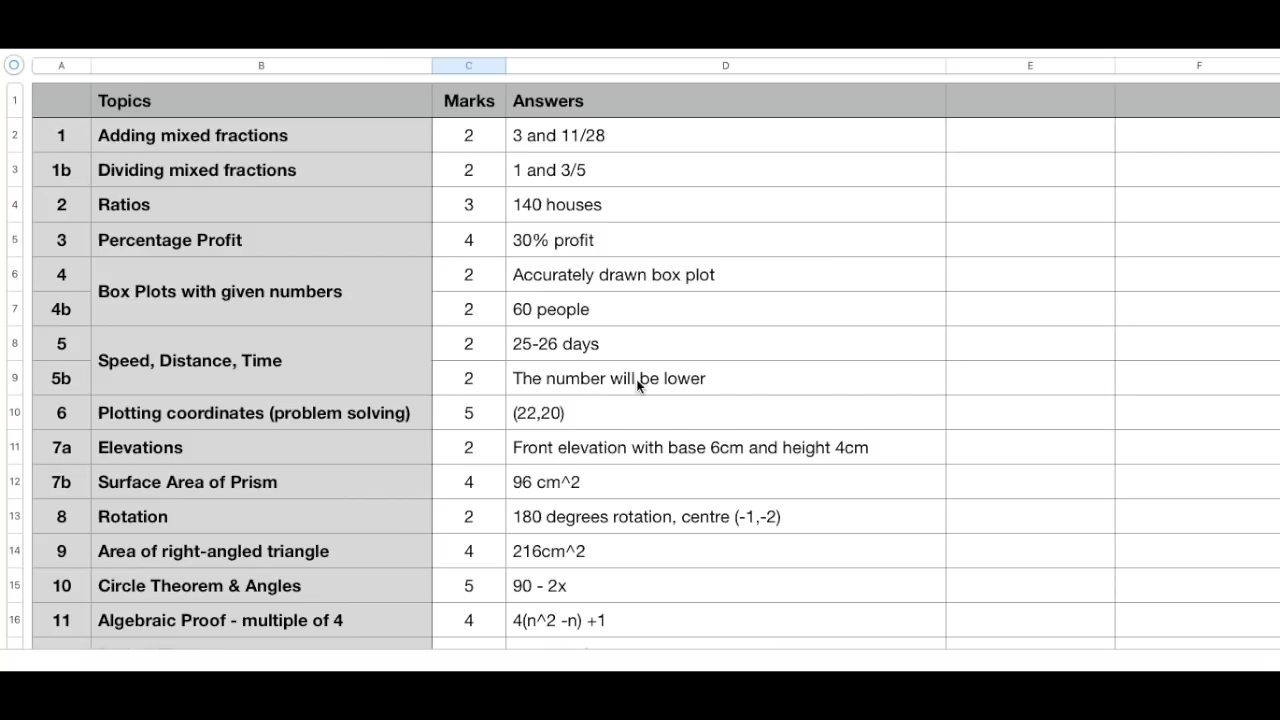 A B C D E F
1 Topics Marks Answers
2 1 Adding mixed fractions 2 3 and 11/28
3 1b Dividing mixed fractions 2 1 and 3/5
4 2 Ratios 3 140 houses
5 3 Percentage Profit 4 30% profit
6 4 Box Plots with given numbers 2 Accurately drawn box plot
7 4b 2 60 people
8 5 Speed, Distance, Time 2 25-26 days
9 5b 2 The number will be lower
10 6 Plotting coordinates (problem solving) 5 (22,20)
11 7a Elevations 2 Front elevation with base 6cm and height 4cm
12 7b Surface Area of Prism 4 96 cm^2
13 8 Rotation 2 180 degrees rotation, centre (-1,-2)
14 9 Area of right-angled triangle 4 216cm^2
15 10 Circle Theorem & Angles 5 90 - 2x
16 11 Algebraic Proof - multiple of 4 4 4(n^2 -n) +1